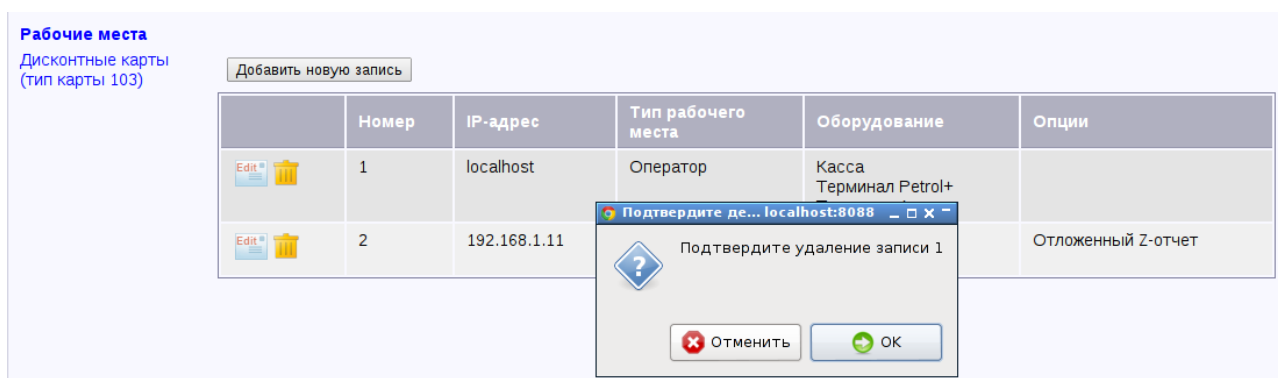 Рабочие места
Дисконтные карты
(тип карты 103)
Добавить новую запись
Номер
IP-адрес
Тип рабочего
места
Оборудование
Опции
Edit
1
localhost
Оператор
Касса
Терминал Petrol+
Edit
2
192.168.1.11
Отложенный Z-отчет
Подтвердите де... localhost:8088
Подтвердите удаление записи 1
Отменить
OK